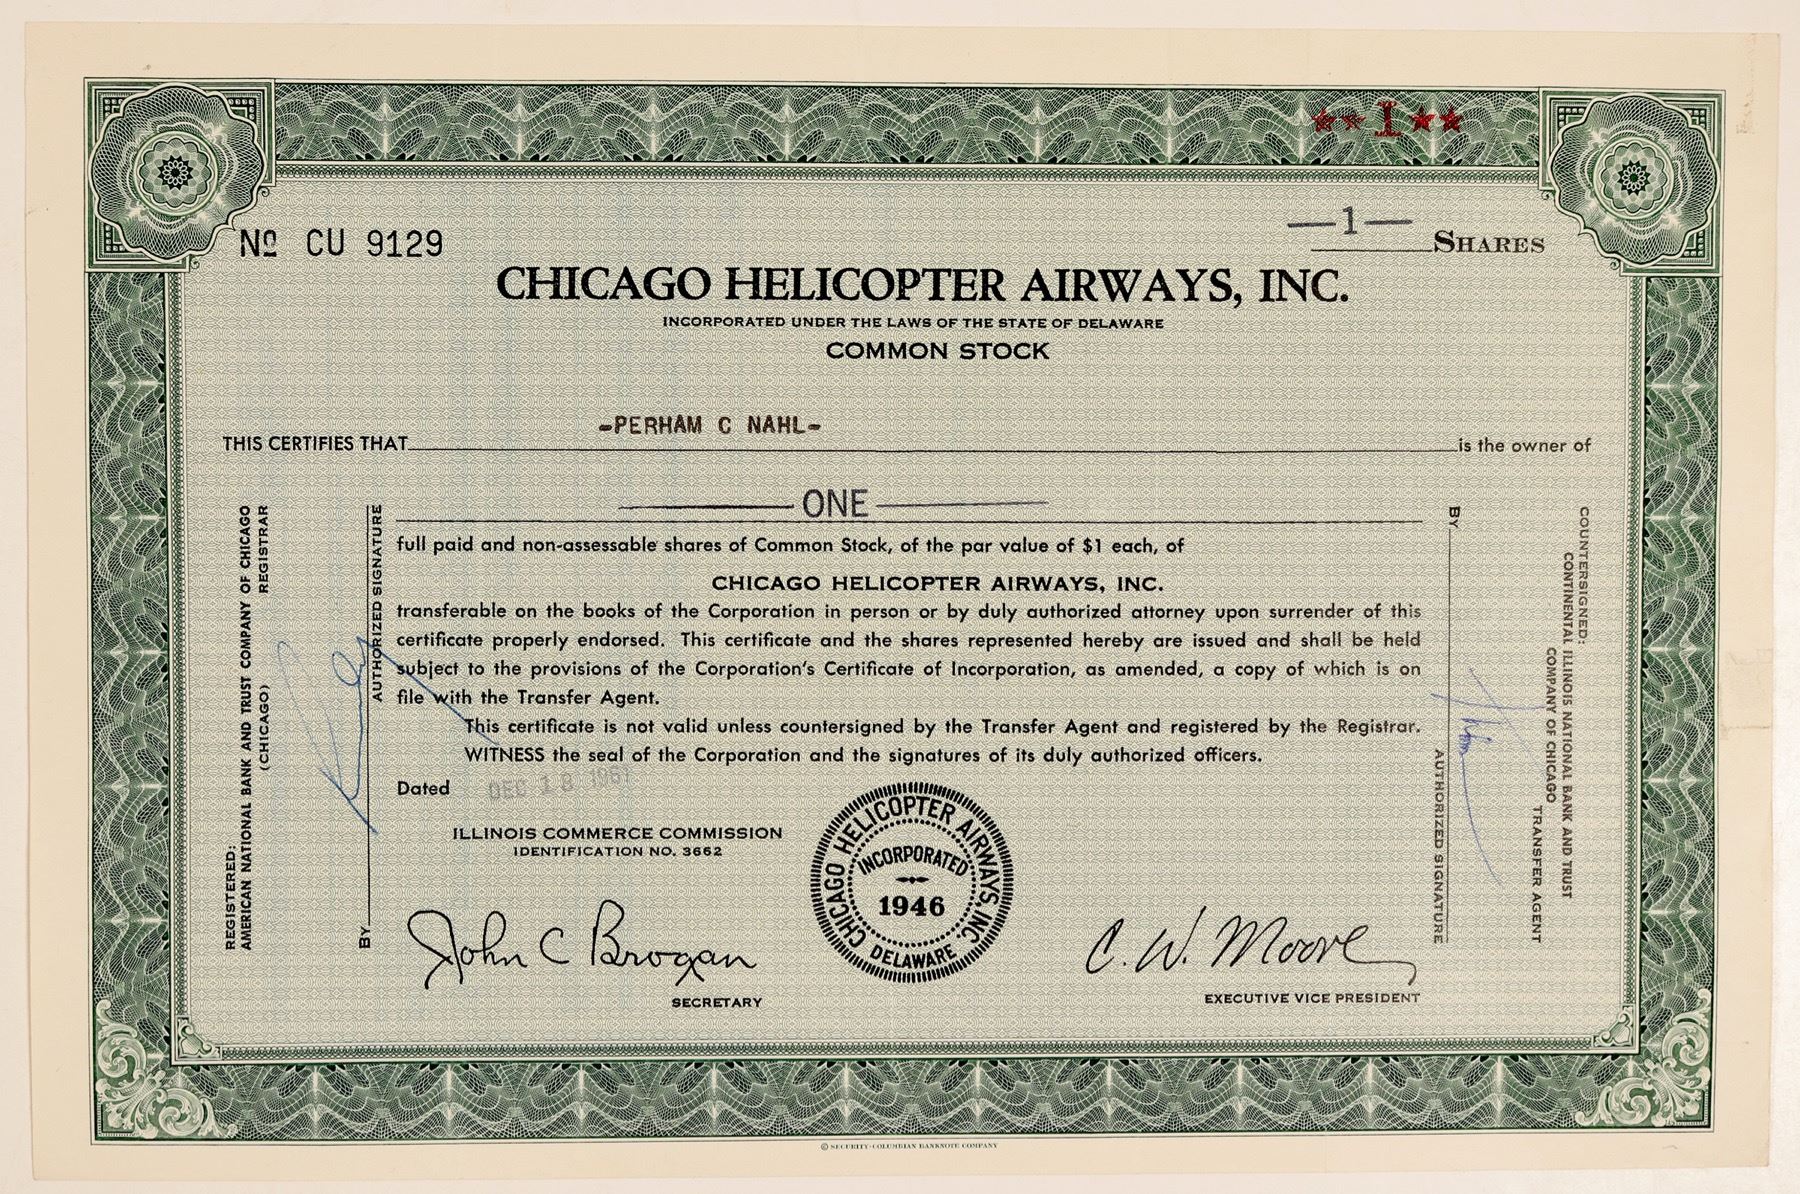 **1**
No CU 9129
—1— SHARES
CHICAGO HELICOPTER AIRWAYS, INC.
INCORPORATED UNDER THE LAWS OF THE STATE OF DELAWARE
COMMON STOCK
THIS CERTIFIES THAT -PERHAM C NAHL- is the owner of
ONE
full paid and non-assessable shares of Common Stock, of the par value of $1 each, of
CHICAGO HELICOPTER AIRWAYS, INC.
transferable on the books of the Corporation in person or by duly authorized attorney upon surrender of this
certificate properly endorsed. This certificate and the shares represented hereby are issued and shall be held
subject to the provisions of the Corporation's Certificate of Incorporation, as amended, a copy of which is on
file with the Transfer Agent.
This certificate is not valid unless countersigned by the Transfer Agent and registered by the Registrar.
WITNESS the seal of the Corporation and the signatures of its duly authorized officers.
Dated DEC 18 1961
ILLINOIS COMMERCE COMMISSION
IDENTIFICATION NO. 3662
CHICAGO HELICOPTER AIRWAYS, INC.
INCORPORATED
1946
DELAWARE
John C Brogan
SECRETARY
C. W. Moore
EXECUTIVE VICE PRESIDENT
REGISTERED:
AMERICAN NATIONAL BANK AND TRUST COMPANY OF CHICAGO
(CHICAGO) REGISTRAR
BY
AUTHORIZED SIGNATURE
COUNTERSIGNED:
CONTINENTAL ILLINOIS NATIONAL BANK AND TRUST
COMPANY OF CHICAGO
TRANSFER AGENT
BY
AUTHORIZED SIGNATURE
© SECURITY-COLUMBIAN BANKNOTE COMPANY